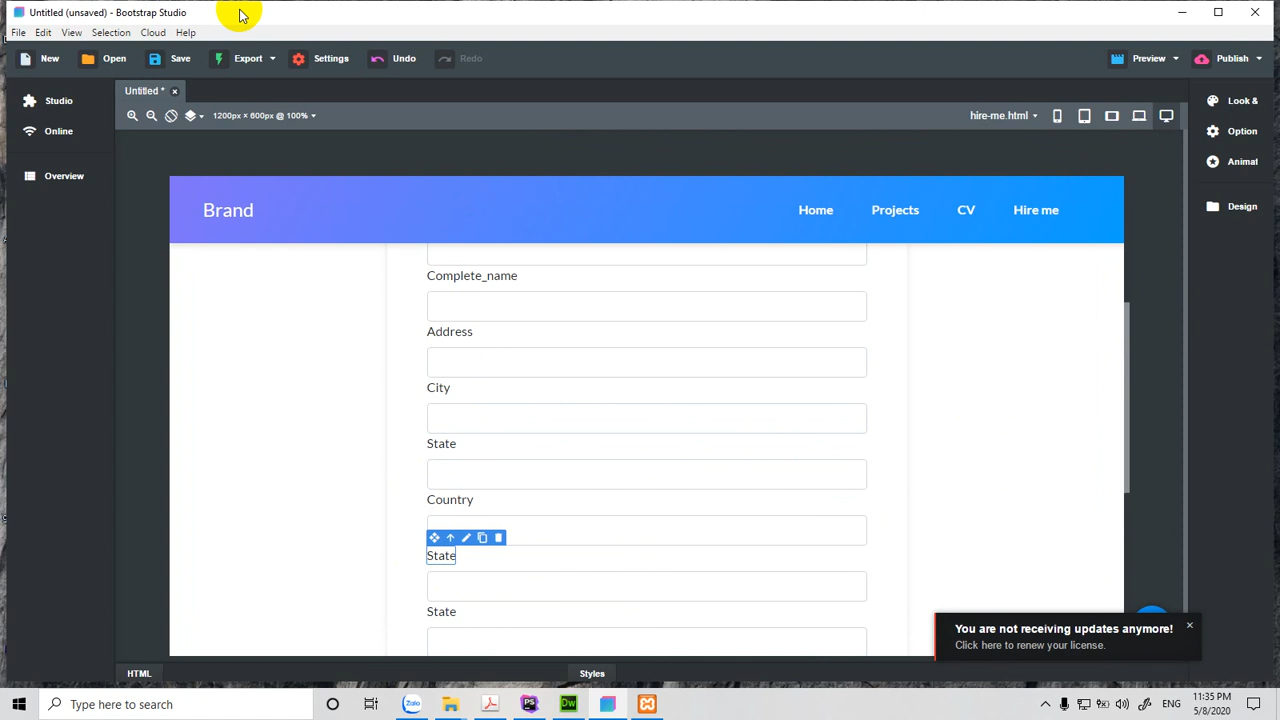 Untitled (unsaved) - Bootstrap Studio
File Edit View Selection Cloud Help
New Open Save Export Settings Undo Redo Preview Publish
Untitled *
Studio
Online
Overview
1200px × 600px @ 100%
hire-me.html
Look &
Option
Animat
Design
Brand Home Projects CV Hire me
Complete_name
Address
City
State
Country
State
State
You are not receiving updates anymore!
Click here to renew your license.
HTML Styles
Type here to search
Zalo
Ps
Dw
ENG
11:35 PM
5/8/2020